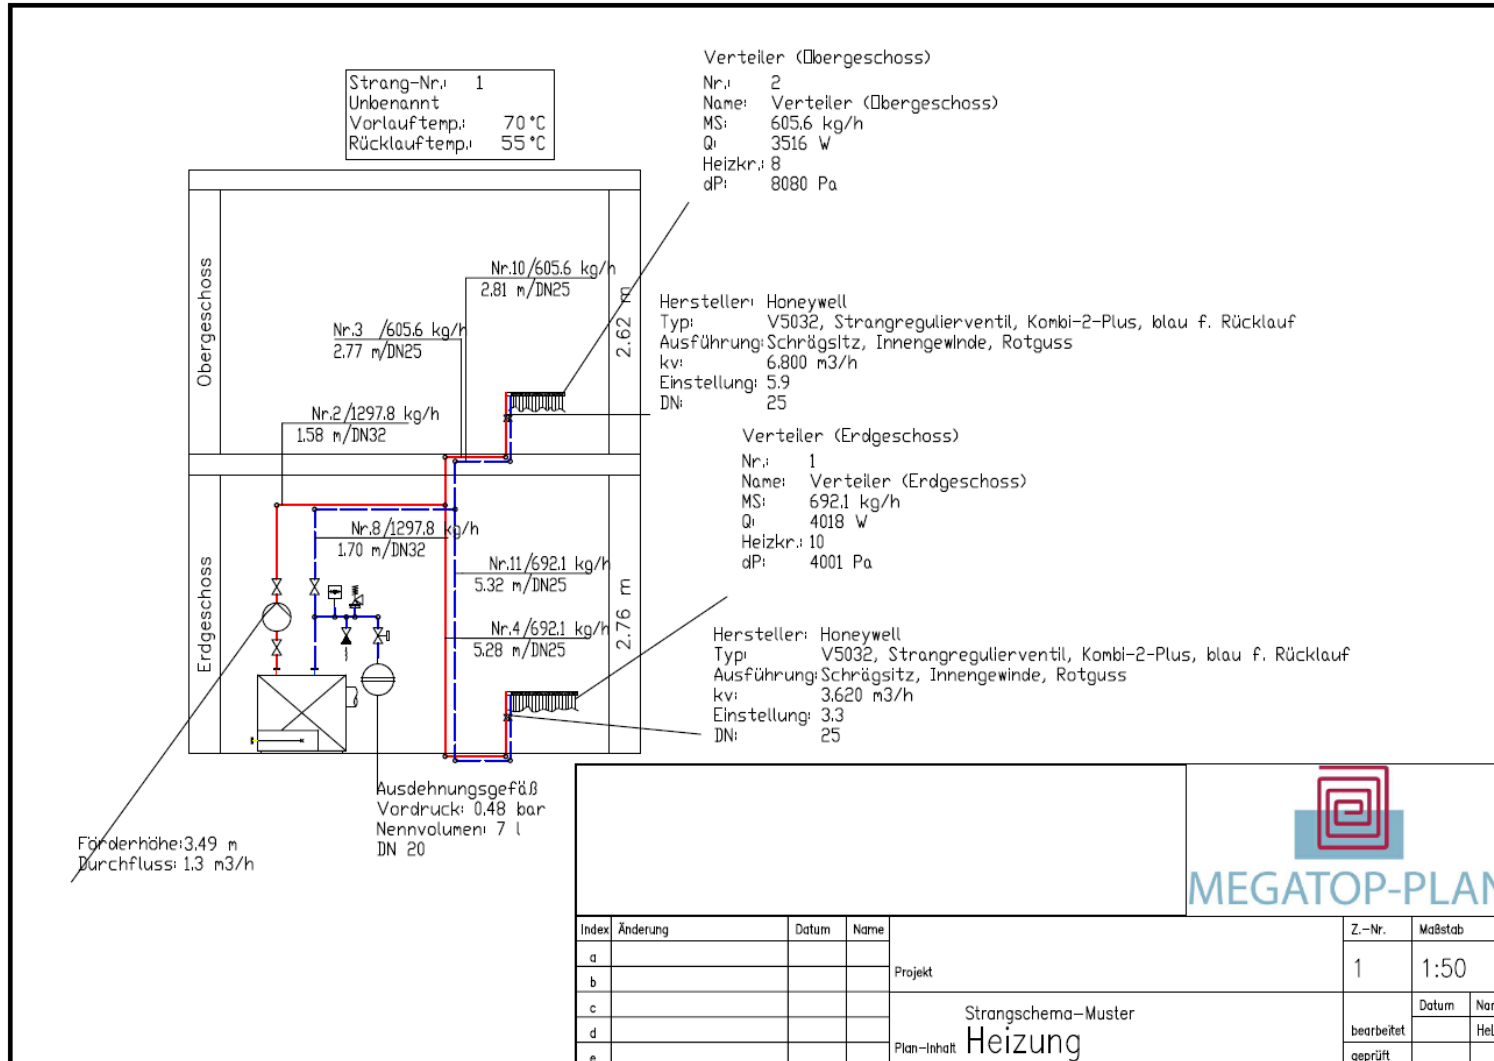 Strang-Nr.: 1
Unbenannt
Vorlauftemp.: 70°C
Rücklauftemp.: 55°C
Verteiler (Obergeschoss)
Nr.: 2
Name: Verteiler (Obergeschoss)
MS: 605.6 kg/h
Q: 3516 W
Heizkr.: 8
dP: 8080 Pa
Obergeschoss
Nr.10/605.6 kg/h
2.81 m/DN25
Nr.3 /605.6 kg/h
2.77 m/DN25
2.62 m
Nr.2/1297.8 kg/h
1.58 m/DN32
Hersteller: Honeywell
Typ: V5032, Strangregulierventil, Kombi-2-Plus, blau f. Rücklauf
Ausführung: Schrägsitz, Innengewinde, Rotguss
kv: 6.800 m3/h
Einstellung: 5.9
DN: 25
Verteiler (Erdgeschoss)
Nr.: 1
Name: Verteiler (Erdgeschoss)
MS: 692.1 kg/h
Q: 4018 W
Heizkr.: 10
dP: 4001 Pa
Erdgeschoss
Nr.8/1297.8 kg/h
1.70 m/DN32
Nr.11/692.1 kg/h
5.32 m/DN25
Nr.4/692.1 kg/h
5.28 m/DN25
2.76 m
Hersteller: Honeywell
Typ: V5032, Strangregulierventil, Kombi-2-Plus, blau f. Rücklauf
Ausführung: Schrägsitz, Innengewinde, Rotguss
kv: 3.620 m3/h
Einstellung: 3.3
DN: 25
Ausdehnungsgefäß
Vordruck: 0.48 bar
Nennvolumen: 7 l
DN 20
Förderhöhe:3.49 m
Durchfluss: 1.3 m3/h
MEGATOP-PLAN
Index Änderung Datum Name
a
b
c
d
e
Projekt
Z.-Nr. Maßstab
1 1:50
Strangschema-Muster
Plan-Inhalt Heizung
Datum
bearbeitet
geprüft